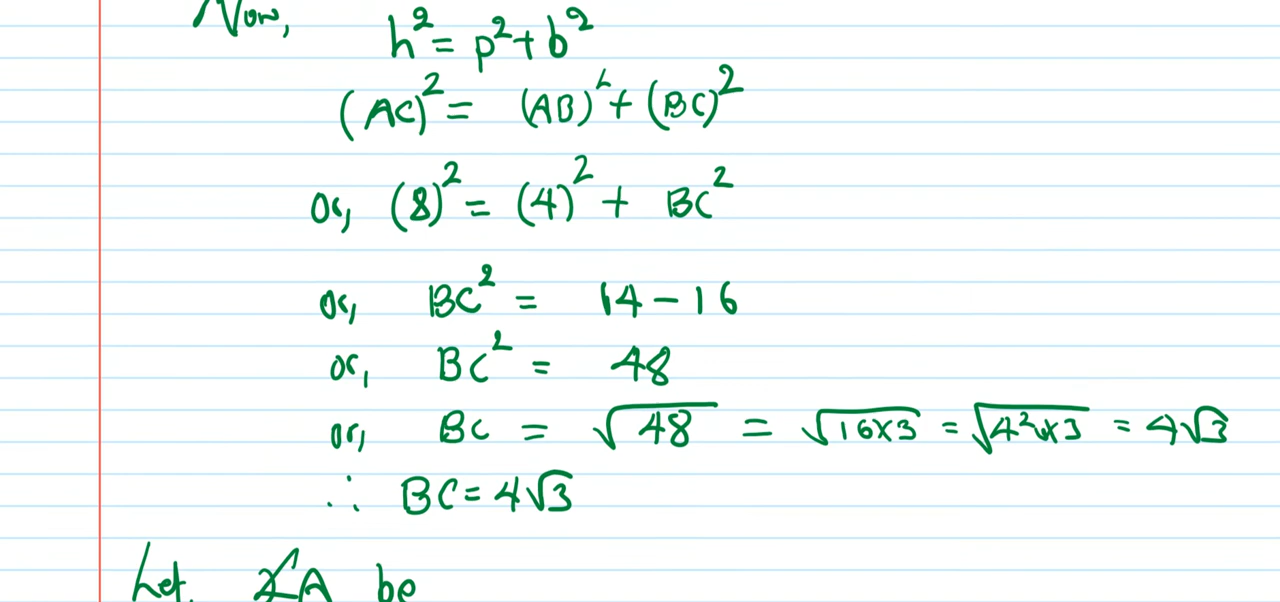 Now,
h² = p² + b²
(AC)² = (AB)² + (BC)²
or, (8)² = (4)² + BC²
or, BC² = 14 - 16
or, BC² = 48
or, BC = √48 = √16×3 = √4²×3 = 4√3
∴ BC = 4√3
Let ∠A be